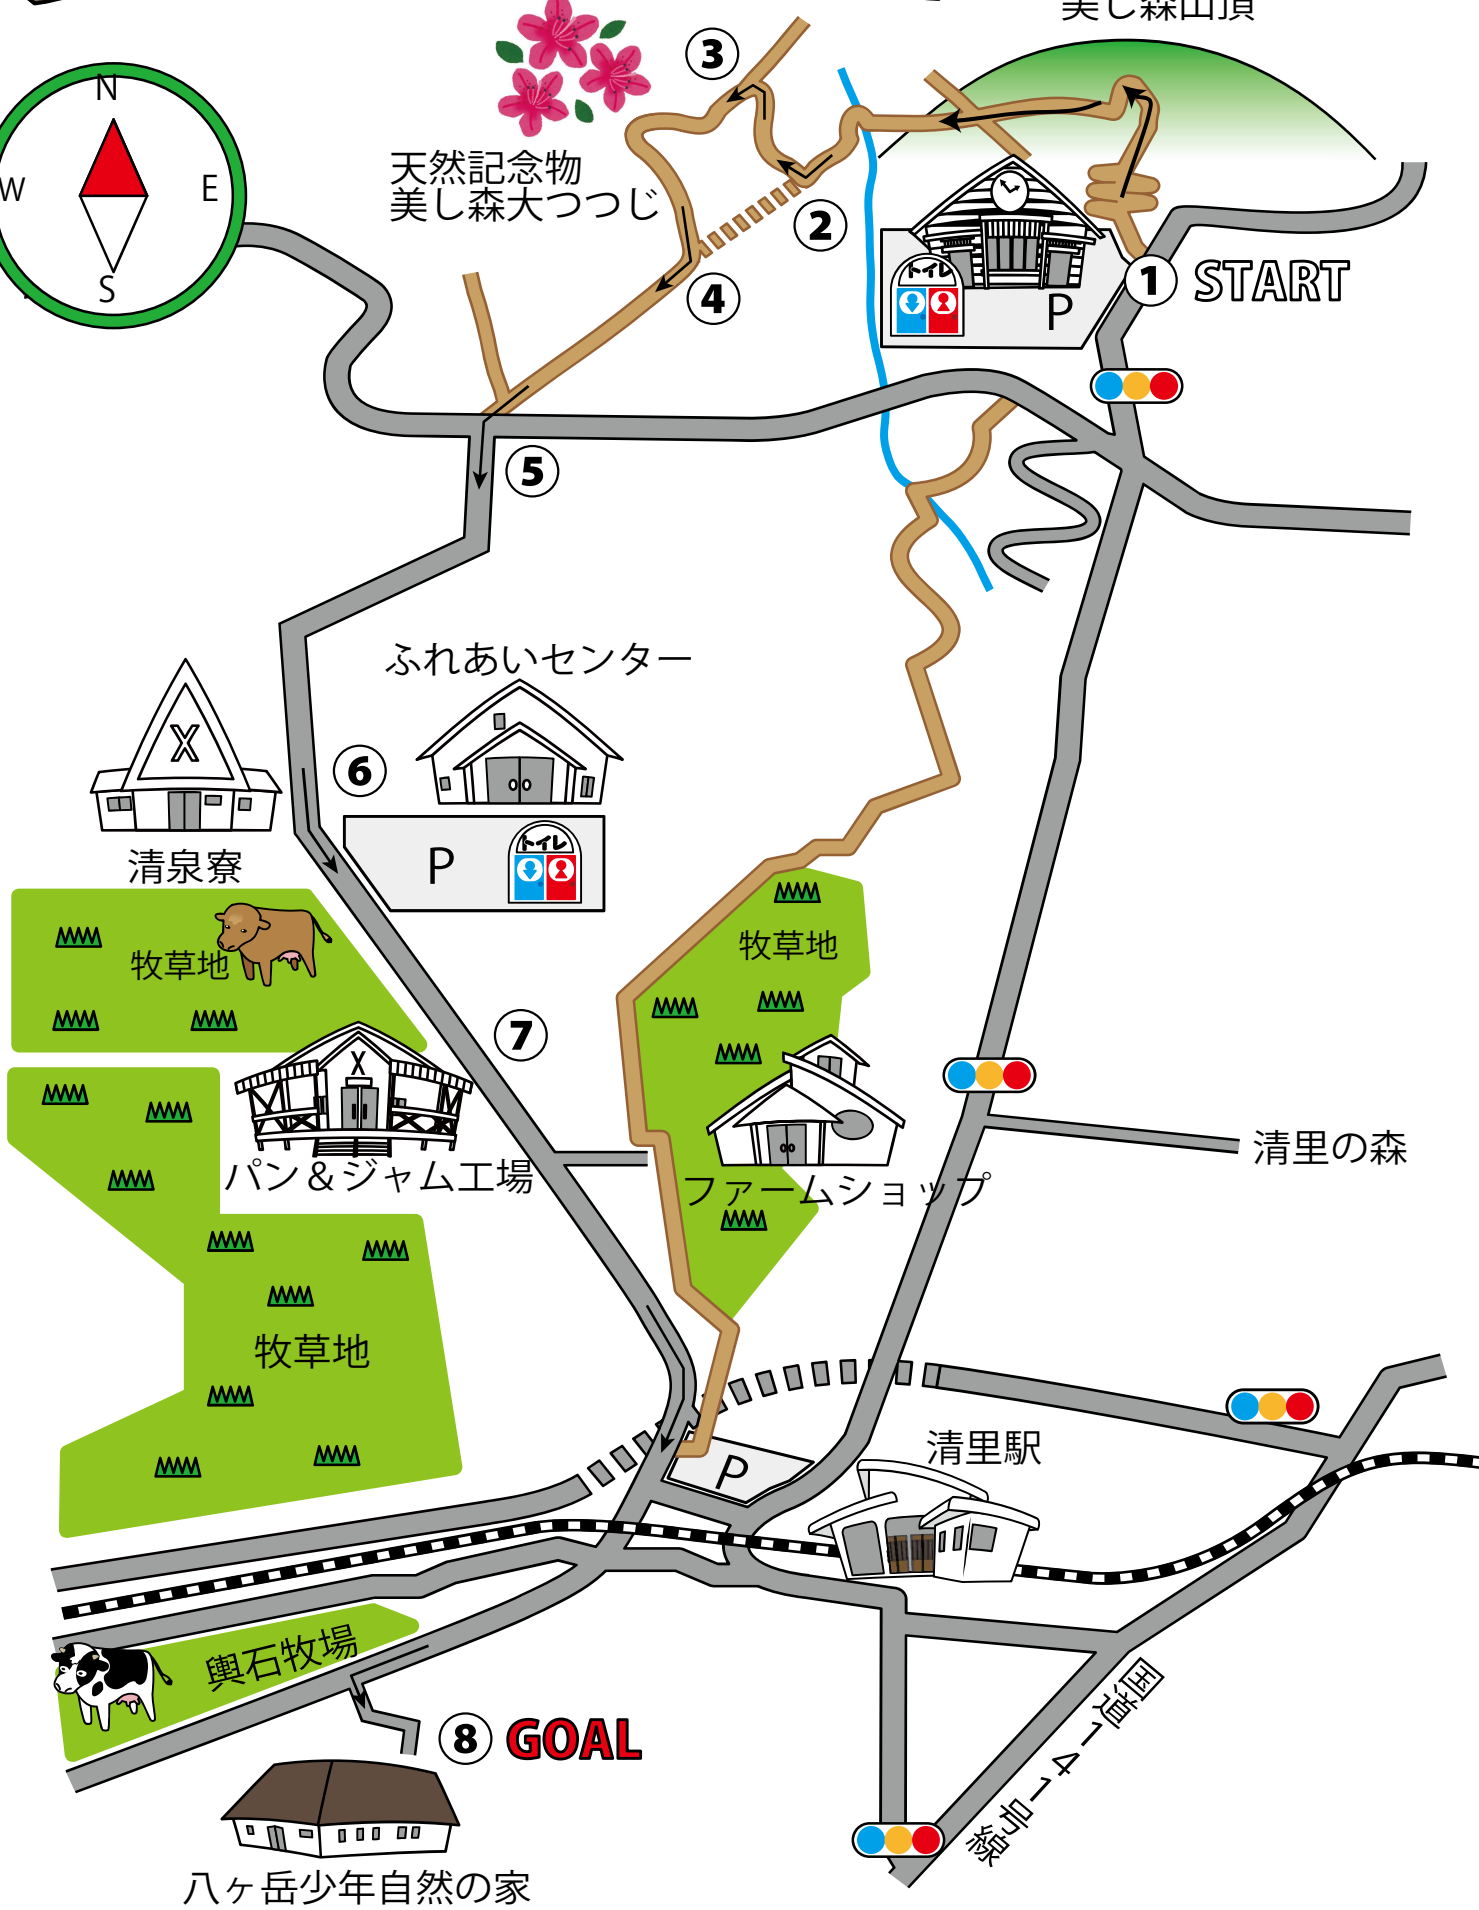 美し森山頂
N
W
E
S
天然記念物
美し森大つつじ
③
②
④
トイレ
P
① START
⑤
ふれあいセンター
⑥
清泉寮
P
トイレ
牧草地
牧草地
⑦
パン＆ジャム工場
ファームショップ
清里の森
牧草地
清里駅
P
輿石牧場
⑧ GOAL
国道141号線
八ヶ岳少年自然の家